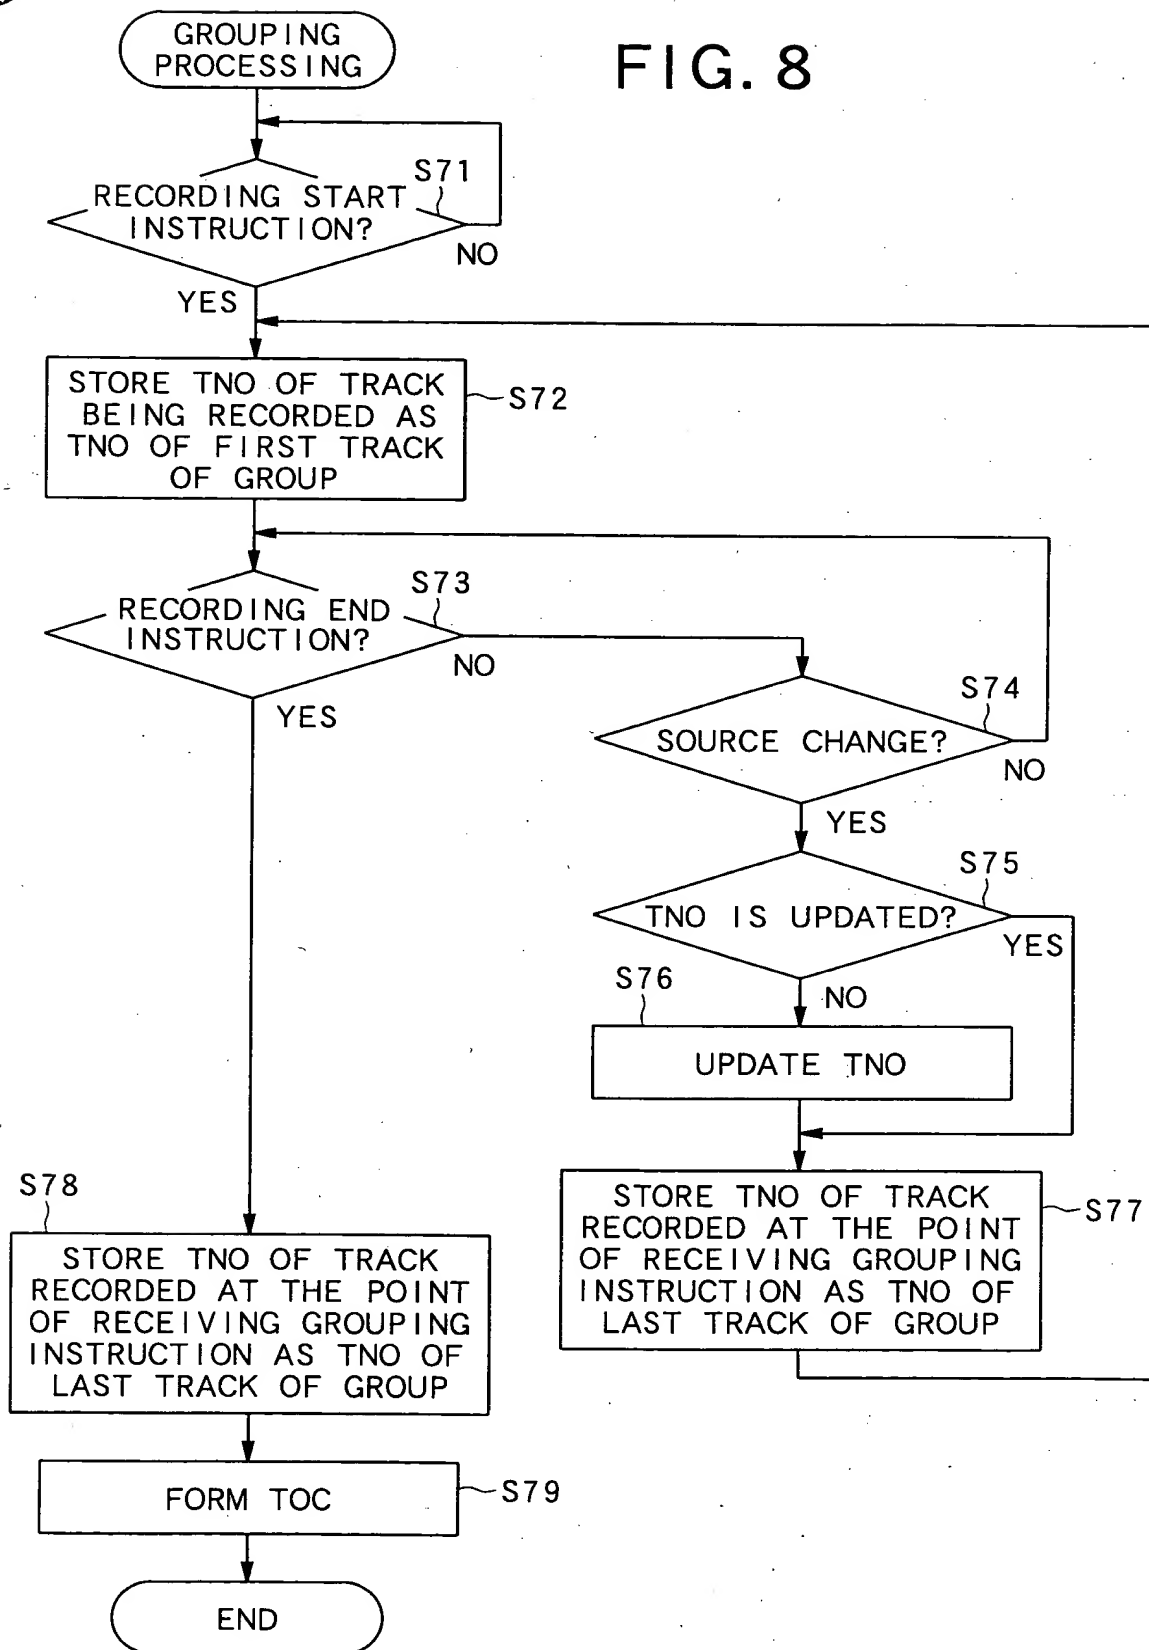 GROUPING
PROCESSING
FIG. 8
S71
RECORDING START
INSTRUCTION?
NO
YES
STORE TNO OF TRACK
BEING RECORDED AS
TNO OF FIRST TRACK
OF GROUP
S72
S73
RECORDING END
INSTRUCTION?
NO
YES
S74
SOURCE CHANGE?
NO
YES
S75
TNO IS UPDATED?
YES
NO
S76
UPDATE TNO
STORE TNO OF TRACK
RECORDED AT THE POINT
OF RECEIVING GROUPING
INSTRUCTION AS TNO OF
LAST TRACK OF GROUP
S77
S78
STORE TNO OF TRACK
RECORDED AT THE POINT
OF RECEIVING GROUPING
INSTRUCTION AS TNO OF
LAST TRACK OF GROUP
FORM TOC
S79
END